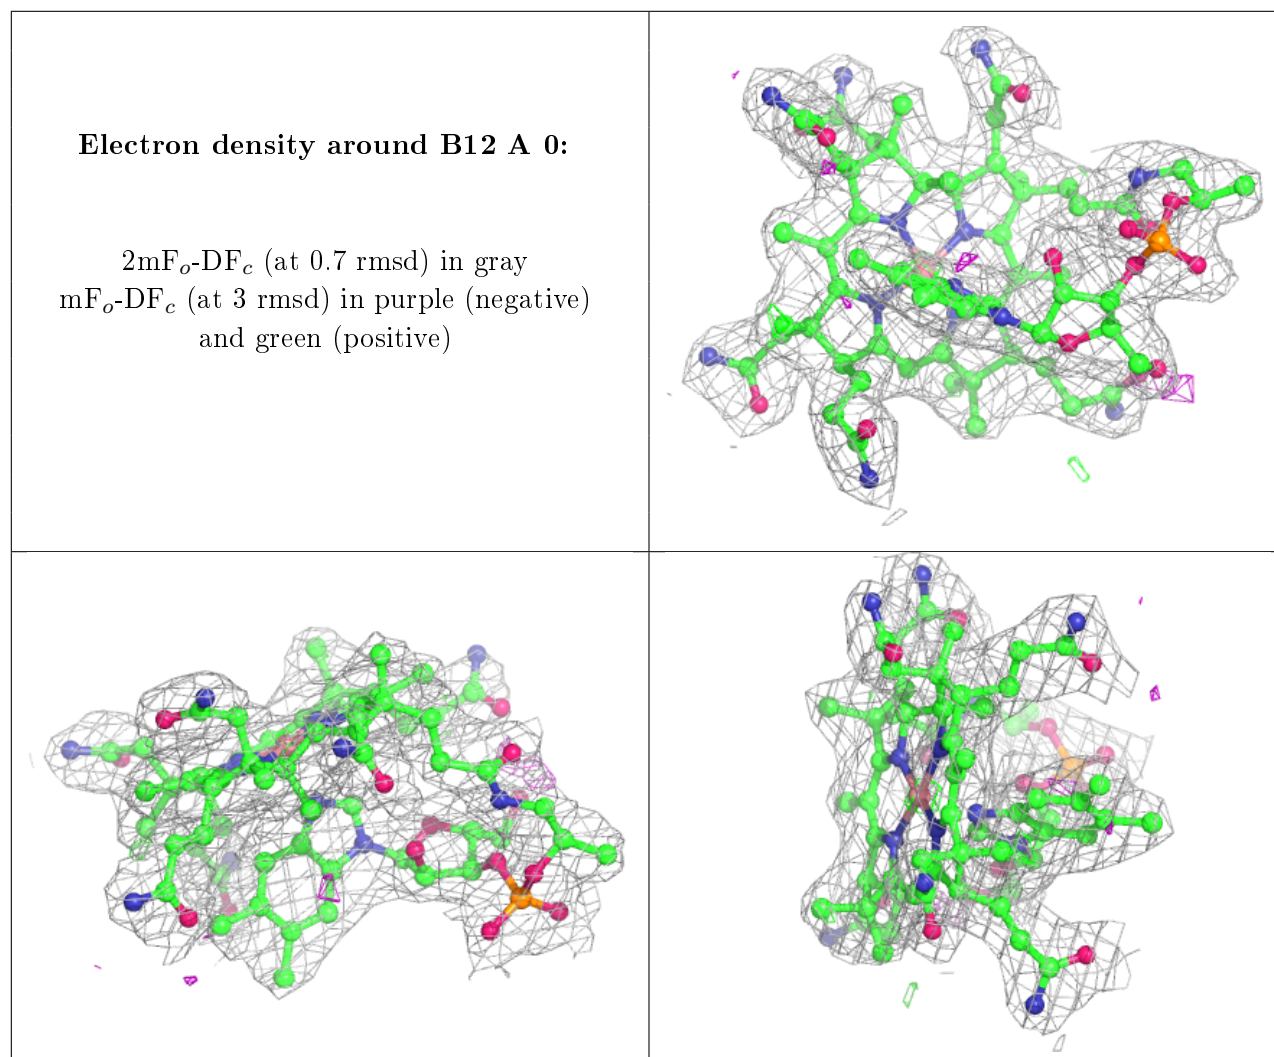 Electron density around B12 A 0:
2mFₒ-DF𝑐 (at 0.7 rmsd) in gray
mFₒ-DF𝑐 (at 3 rmsd) in purple (negative)
and green (positive)